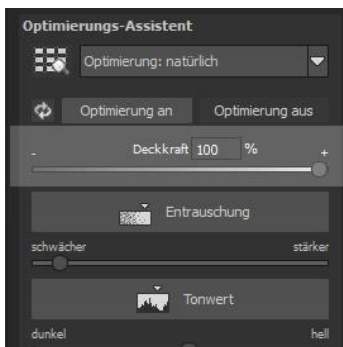 Optimierungs-Assistent
Optimierung: natürlich
Optimierung an Optimierung aus
- Deckkraft 100 % +
Entrauschung
schwächer stärker
Tonwert
dunkel hell